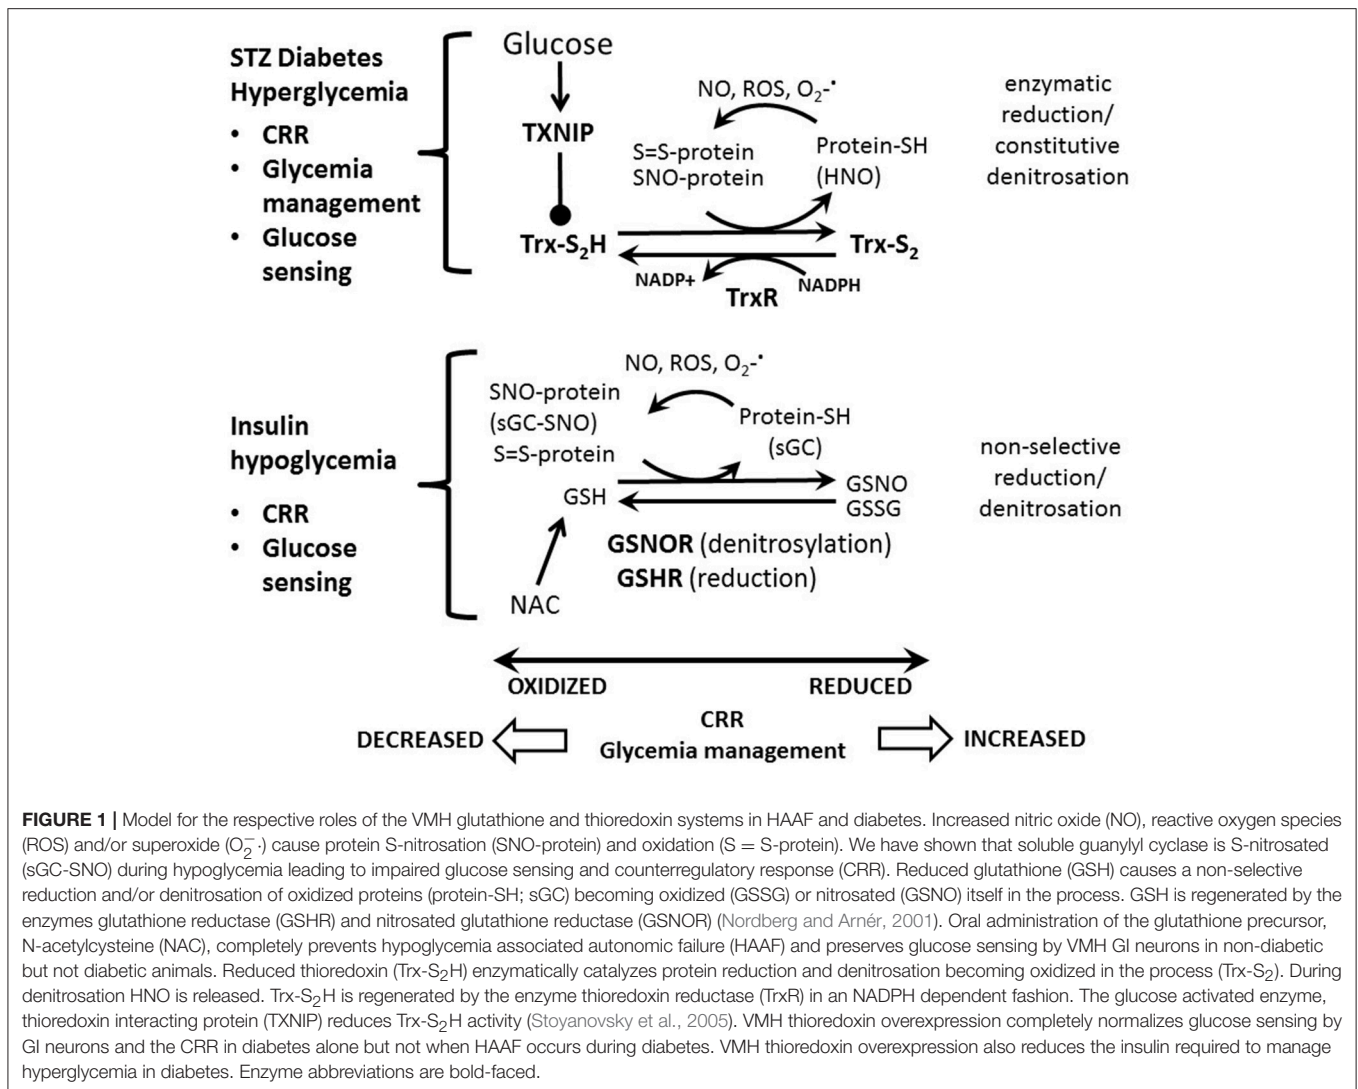 STZ Diabetes
Hyperglycemia
• CRR
• Glycemia
management
• Glucose
sensing
Glucose
TXNIP
Trx-S₂H
NO, ROS, O₂-•
S=S-protein
SNO-protein
Protein-SH
(HNO)
Trx-S₂
NADP+
TrxR
NADPH
enzymatic
reduction/
constitutive
denitrosation
Insulin
hypoglycemia
• CRR
• Glucose
sensing
NO, ROS, O₂-•
SNO-protein
(sGC-SNO)
S=S-protein
Protein-SH
(sGC)
GSH
GSNO
GSSG
GSNOR (denitrosylation)
GSHR (reduction)
NAC
non-selective
reduction/
denitrosation
OXIDIZED
REDUCED
DECREASED
CRR
Glycemia management
INCREASED
FIGURE 1 | Model for the respective roles of the VMH glutathione and thioredoxin systems in HAAF and diabetes. Increased nitric oxide (NO), reactive oxygen species
(ROS) and/or superoxide (O₂⁻·) cause protein S-nitrosation (SNO-protein) and oxidation (S = S-protein). We have shown that soluble guanylyl cyclase is S-nitrosated
(sGC-SNO) during hypoglycemia leading to impaired glucose sensing and counterregulatory response (CRR). Reduced glutathione (GSH) causes a non-selective
reduction and/or denitrosation of oxidized proteins (protein-SH; sGC) becoming oxidized (GSSG) or nitrosated (GSNO) itself in the process. GSH is regenerated by the
enzymes glutathione reductase (GSHR) and nitrosated glutathione reductase (GSNOR) (Nordberg and Arnér, 2001). Oral administration of the glutathione precursor,
N-acetylcysteine (NAC), completely prevents hypoglycemia associated autonomic failure (HAAF) and preserves glucose sensing by VMH GI neurons in non-diabetic
but not diabetic animals. Reduced thioredoxin (Trx-S₂H) enzymatically catalyzes protein reduction and denitrosation becoming oxidized in the process (Trx-S₂). During
denitrosation HNO is released. Trx-S₂H is regenerated by the enzyme thioredoxin reductase (TrxR) in an NADPH dependent fashion. The glucose activated enzyme,
thioredoxin interacting protein (TXNIP) reduces Trx-S₂H activity (Stoyanovsky et al., 2005). VMH thioredoxin overexpression completely normalizes glucose sensing by
GI neurons and the CRR in diabetes alone but not when HAAF occurs during diabetes. VMH thioredoxin overexpression also reduces the insulin required to manage
hyperglycemia in diabetes. Enzyme abbreviations are bold-faced.